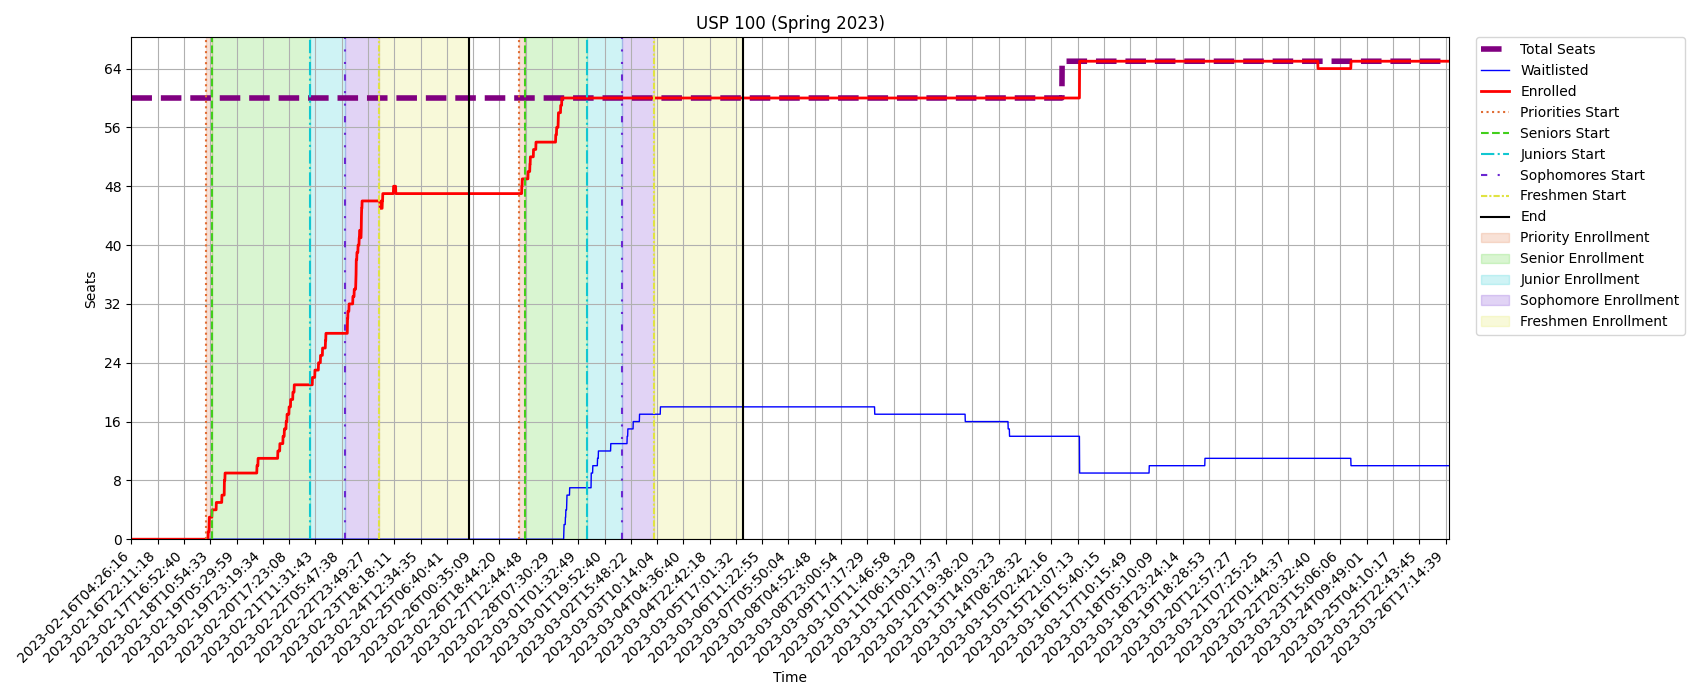 USP 100 (Spring 2023)
Seats
64
56
48
40
32
24
16
8
0
2023-02-16T04:26:16
2023-02-16T22:11:18
2023-02-17T16:52:40
2023-02-18T10:54:33
2023-02-19T05:29:59
2023-02-19T23:19:34
2023-02-20T17:23:08
2023-02-21T11:31:43
2023-02-22T05:47:38
2023-02-22T23:49:27
2023-02-23T18:18:11
2023-02-24T12:34:35
2023-02-25T06:40:41
2023-02-26T00:35:09
2023-02-26T18:44:20
2023-02-27T12:44:48
2023-02-28T07:30:29
2023-03-01T01:32:49
2023-03-01T19:52:40
2023-03-02T15:48:22
2023-03-03T10:14:04
2023-03-04T04:36:40
2023-03-04T22:42:18
2023-03-05T17:01:32
2023-03-06T11:22:55
2023-03-07T05:50:04
2023-03-08T04:52:48
2023-03-08T23:00:54
2023-03-09T17:17:29
2023-03-10T11:46:58
2023-03-11T06:13:29
2023-03-12T00:17:37
2023-03-12T19:38:20
2023-03-13T14:03:23
2023-03-14T08:28:32
2023-03-15T02:42:16
2023-03-15T21:07:13
2023-03-16T15:40:15
2023-03-17T10:15:49
2023-03-18T05:10:09
2023-03-18T23:24:14
2023-03-19T18:28:53
2023-03-20T12:57:27
2023-03-21T07:25:25
2023-03-22T01:44:37
2023-03-22T20:32:40
2023-03-23T15:06:06
2023-03-24T09:49:01
2023-03-25T04:10:17
2023-03-25T22:43:45
2023-03-26T17:14:39
Time
Total Seats
Waitlisted
Enrolled
Priorities Start
Seniors Start
Juniors Start
Sophomores Start
Freshmen Start
End
Priority Enrollment
Senior Enrollment
Junior Enrollment
Sophomore Enrollment
Freshmen Enrollment